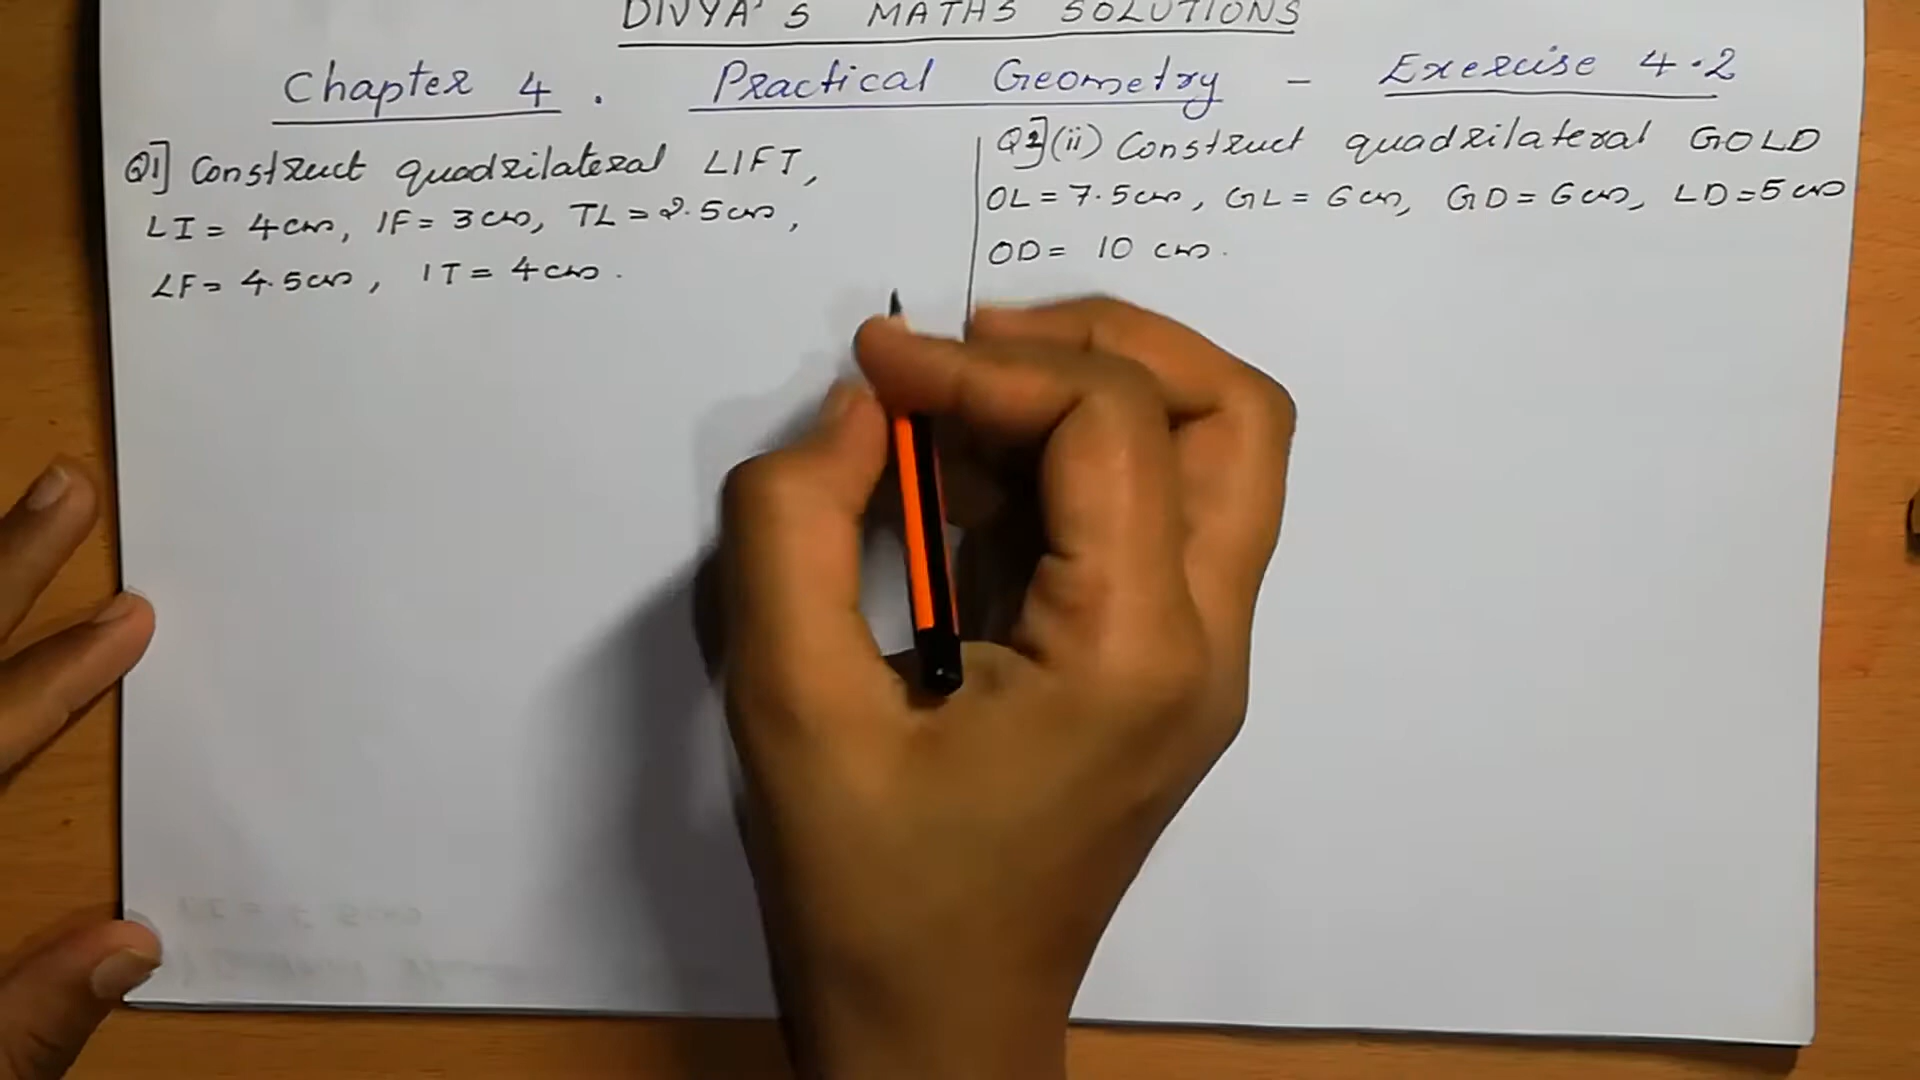 DIVYA'S MATHS SOLUTIONS
Chapter 4. Practical Geometry - Exercise 4.2
Q1] Construct quadrilateral LIFT,
LI = 4cm, IF = 3cm, TL = 2.5cm,
LF = 4.5cm, IT = 4cm.
Q1](ii) Construct quadrilateral GOLD
OL = 7.5cm, GL = 6cm, GD = 6cm, LD = 5cm
OD = 10 cm.